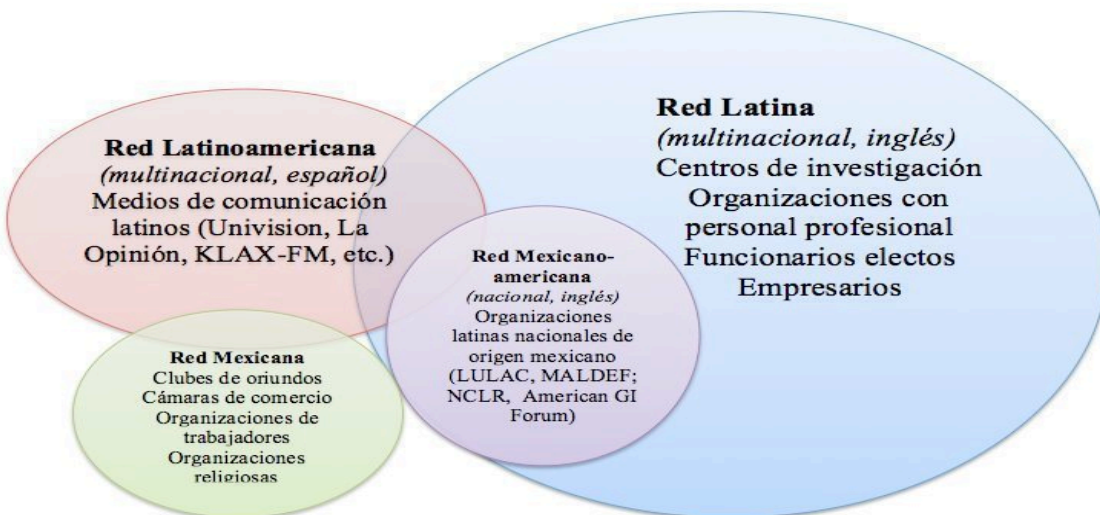 Red Latinoamericana
(multinacional, español)
Medios de comunicación
latinos (Univision, La
Opinión, KLAX-FM, etc.)
Red Latina
(multinacional, inglés)
Centros de investigación
Organizaciones con
personal profesional
Funcionarios electos
Empresarios
Red Mexicano-
americana
(nacional, inglés)
Organizaciones
latinas nacionales de
origen mexicano
(LULAC, MALDEF;
NCLR, American GI
Forum)
Red Mexicana
Clubes de oriundos
Cámaras de comercio
Organizaciones de
trabajadores
Organizaciones
religiosas